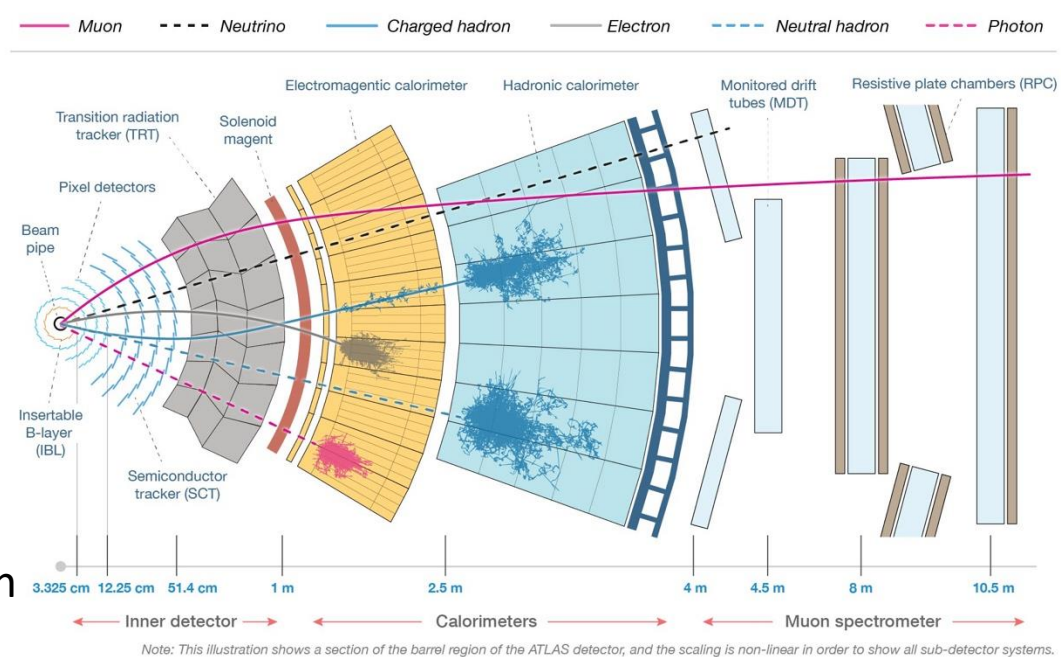 Muon Neutrino Charged hadron Electron Neutral hadron Photon
Electromagentic calorimeter
Hadronic calorimeter
Monitored drift
tubes (MDT)
Resistive plate chambers (RPC)
Transition radiation
tracker (TRT)
Solenoid
magent
Pixel detectors
Beam
pipe
Insertable
B-layer
(IBL)
Semiconductor
tracker (SCT)
n
3.325 cm 12.25 cm 51.4 cm 1 m 2.5 m 4 m 4.5 m 8 m 10.5 m
Inner detector Calorimeters Muon spectrometer
Note: This illustration shows a section of the barrel region of the ATLAS detector, and the scaling is non-linear in order to show all sub-detector systems.